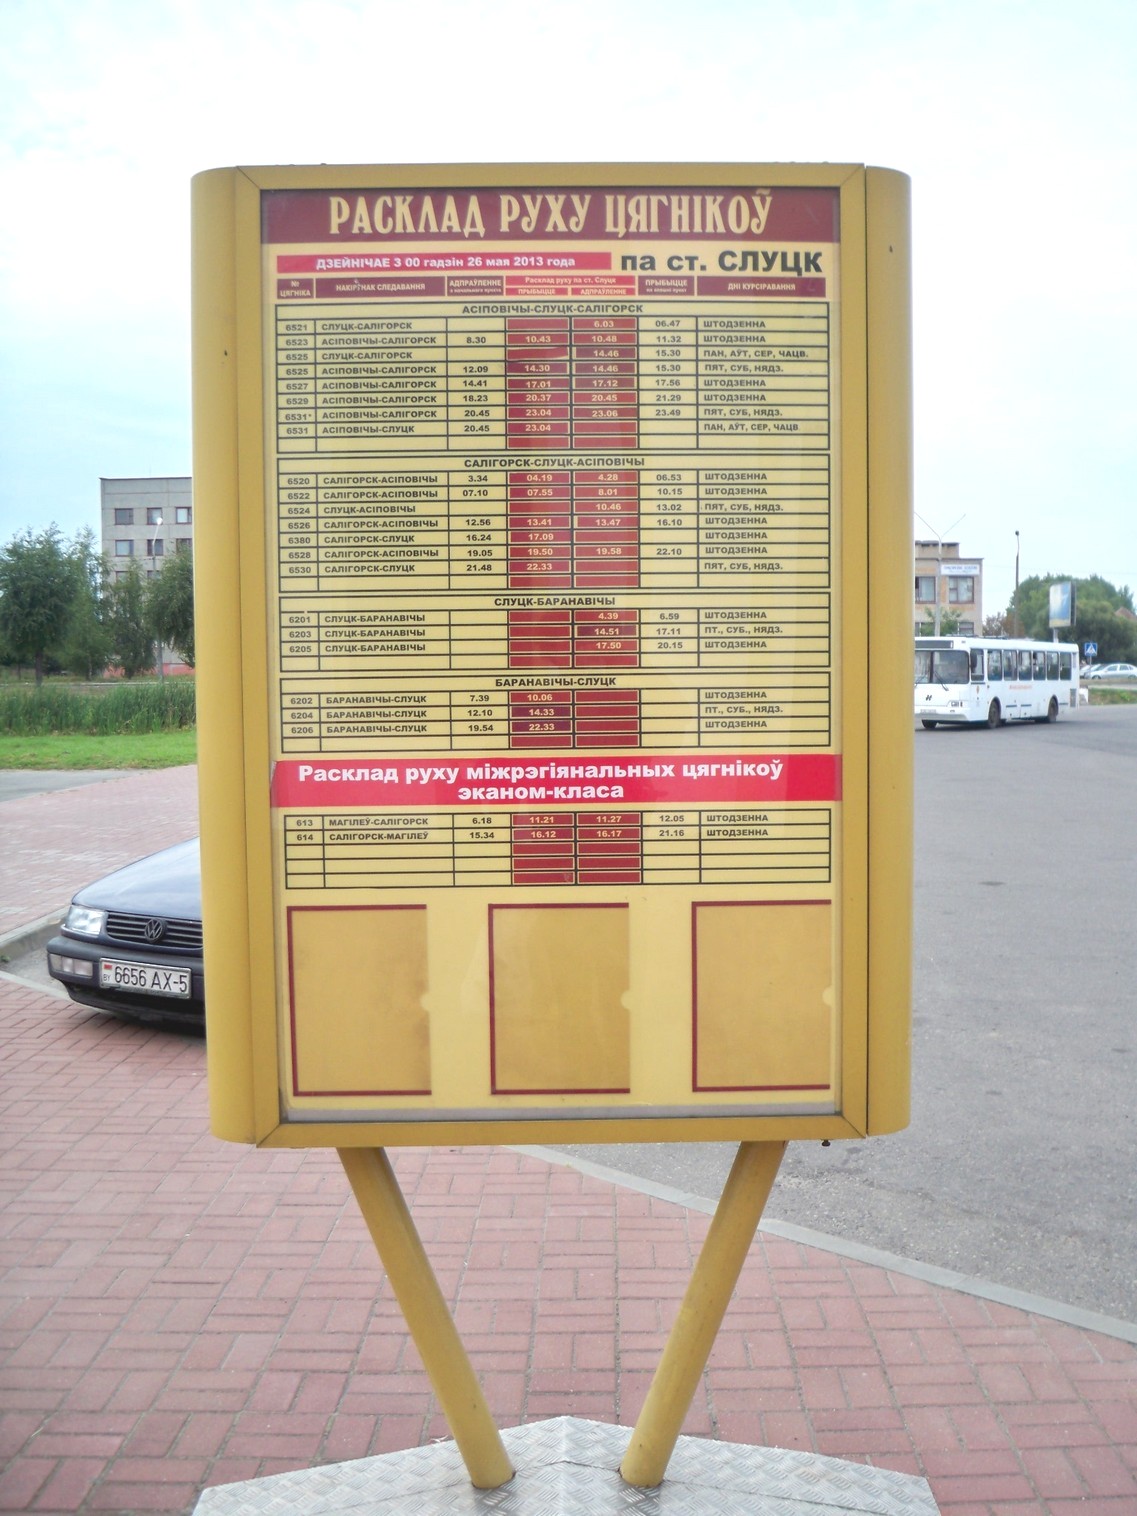 РАСКЛАД РУХУ ЦЯГНІКОЎ
ДЗЕЙНІЧАЕ З 00 гадзін 26 мая 2013 года па ст. СЛУЦК
№ ЦЯГНІКА НАКІРУНАК СЛЕДАВАННЯ АДПРАЎЛЕННЕ з начальнага пункта Расклад руху па ст. Слуцк ПРЫБЫЦЦЕ АДПРАЎЛЕННЕ ПРЫБЫЦЦЕ на канцавы пункт ДНІ КУРСІРАВАННЯ
АСІПОВІЧЫ-СЛУЦК-САЛІГОРСК
6521 СЛУЦК-САЛІГОРСК 6.03 06.47 ШТОДЗЕННА
6523 АСІПОВІЧЫ-САЛІГОРСК 8.30 10.43 10.48 11.32 ШТОДЗЕННА
6525 СЛУЦК-САЛІГОРСК 14.46 15.30 ПАН, АЎТ, СЕР, ЧАЦВ.
6525 АСІПОВІЧЫ-САЛІГОРСК 12.09 14.30 14.46 15.30 ПЯТ, СУБ, НЯДЗ.
6527 АСІПОВІЧЫ-САЛІГОРСК 14.41 17.01 17.12 17.56 ШТОДЗЕННА
6529 АСІПОВІЧЫ-САЛІГОРСК 18.23 20.37 20.45 21.29 ШТОДЗЕННА
6531* АСІПОВІЧЫ-САЛІГОРСК 20.45 23.04 23.06 23.49 ПЯТ, СУБ, НЯДЗ.
6531 АСІПОВІЧЫ-СЛУЦК 20.45 23.04 ПАН, АЎТ, СЕР, ЧАЦВ
САЛІГОРСК-СЛУЦК-АСІПОВІЧЫ
6520 САЛІГОРСК-АСІПОВІЧЫ 3.34 04.19 4.28 06.53 ШТОДЗЕННА
6522 САЛІГОРСК-АСІПОВІЧЫ 07.10 07.55 8.01 10.15 ШТОДЗЕННА
6524 СЛУЦК-АСІПОВІЧЫ 10.46 13.02 ПЯТ, СУБ, НЯДЗ.
6526 САЛІГОРСК-АСІПОВІЧЫ 12.56 13.41 13.47 16.10 ШТОДЗЕННА
6380 САЛІГОРСК-СЛУЦК 16.24 17.09 ШТОДЗЕННА
6528 САЛІГОРСК-АСІПОВІЧЫ 19.05 19.50 19.58 22.10 ШТОДЗЕННА
6530 САЛІГОРСК-СЛУЦК 21.48 22.33 ПЯТ, СУБ, НЯДЗ.
СЛУЦК-БАРАНАВІЧЫ
6201 СЛУЦК-БАРАНАВІЧЫ 4.39 6.59 ШТОДЗЕННА
6203 СЛУЦК-БАРАНАВІЧЫ 14.51 17.11 ПТ., СУБ., НЯДЗ.
6205 СЛУЦК-БАРАНАВІЧЫ 17.50 20.15 ШТОДЗЕННА
БАРАНАВІЧЫ-СЛУЦК
6202 БАРАНАВІЧЫ-СЛУЦК 7.39 10.06 ШТОДЗЕННА
6204 БАРАНАВІЧЫ-СЛУЦК 12.10 14.33 ПТ., СУБ., НЯДЗ.
6206 БАРАНАВІЧЫ-СЛУЦК 19.54 22.33 ШТОДЗЕННА
Расклад руху міжрэгіянальных цягнікоў
эканом-класа
613 МАГІЛЕЎ-САЛІГОРСК 6.18 11.21 11.27 12.05 ШТОДЗЕННА
614 САЛІГОРСК-МАГІЛЕЎ 15.34 16.12 16.17 21.16 ШТОДЗЕННА
BY 6656 AX-5